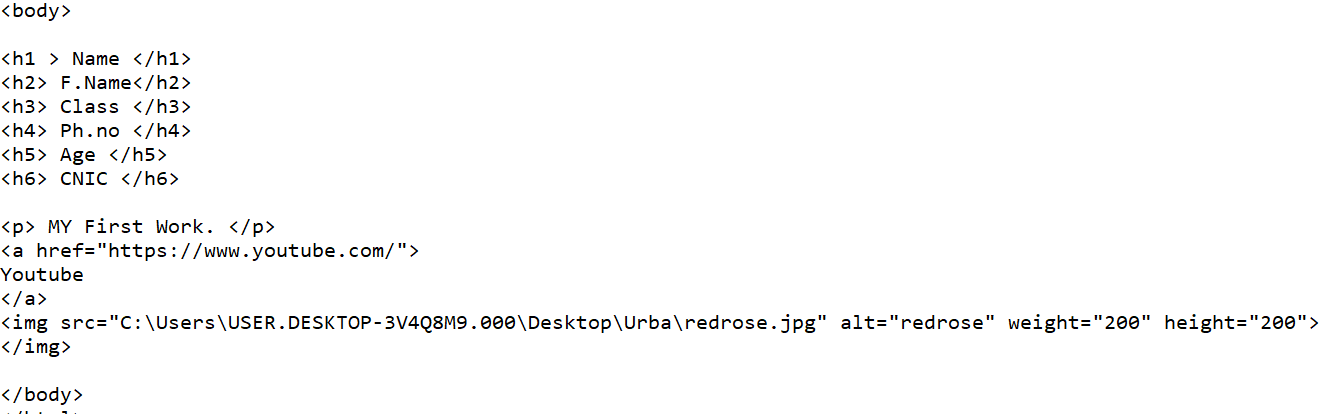 <body>
<h1 > Name </h1>
<h2> F.Name</h2>
<h3> Class </h3>
<h4> Ph.no </h4>
<h5> Age </h5>
<h6> CNIC </h6>
<p> MY First Work. </p>
<a href="https://www.youtube.com/">
Youtube
</a>
<img src="C:\Users\USER.DESKTOP-3V4Q8M9.000\Desktop\Urba\redrose.jpg" alt="redrose" weight="200" height="200">
</img>
</body>